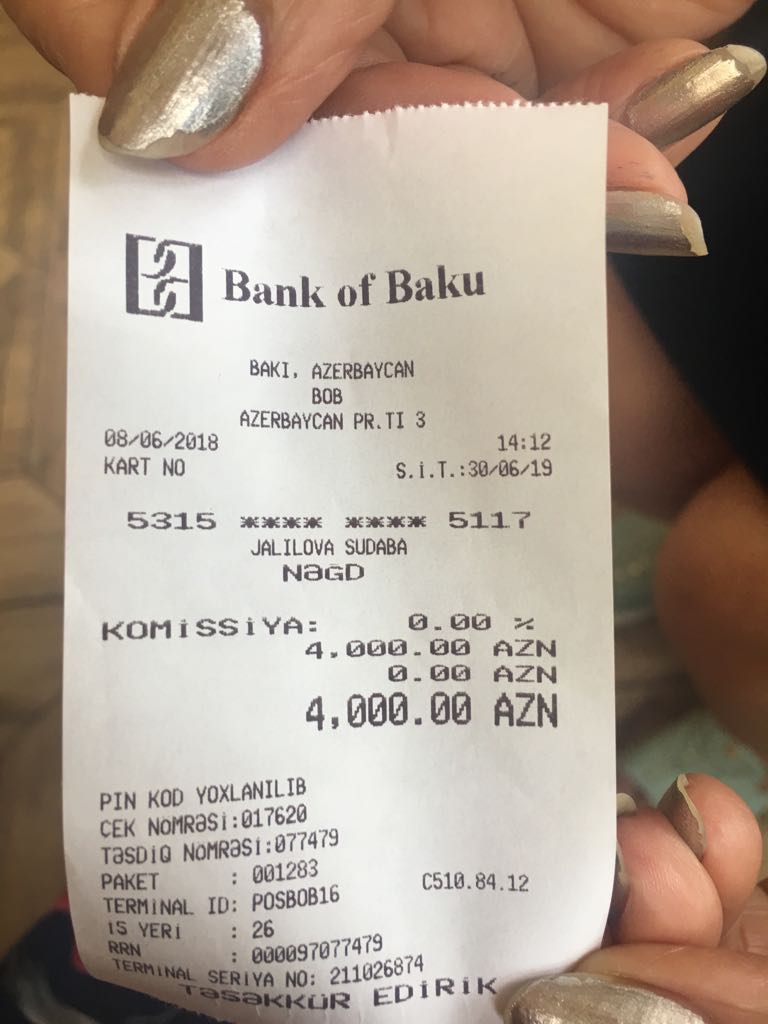 Bank of Baku
BAKI, AZERBAYCAN
BOB
AZERBAYCAN PR.TI 3
08/06/2018 14:12
KART NO S.i.T.:30/06/19
5315 **** **** 5117
JALILOVA SUDABA
NƏĞD
KOMiSSiYA: 0.00 %
4,000.00 AZN
0.00 AZN
4,000.00 AZN
PIN KOD YOXLANILIB
CEK NOMRƏSi:017620
TƏSDiQ NOMRƏSi:077479
PAKET : 001283 C510.84.12
TERMiNAL ID: POSBOB16
iS YERi : 26
RRN : 000097077479
TERMiNAL SERiYA NO: 211026874
TƏSƏKKÜR EDiRiK